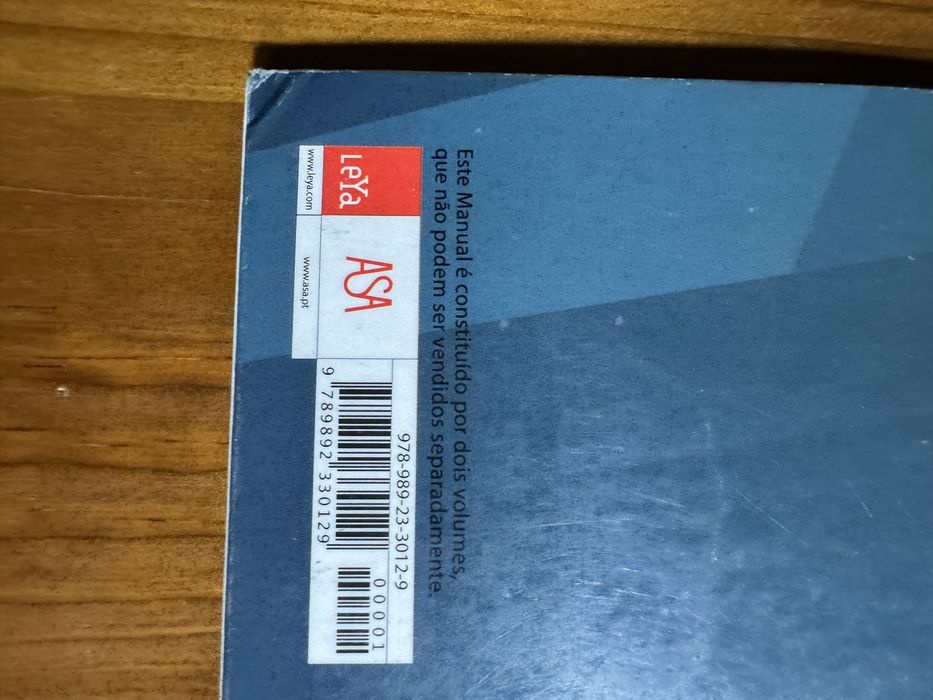 Este Manual é constituído por dois volumes,
que não podem ser vendidos separadamente.
LeYa
www.leya.com
ASA
www.asa.pt
978-989-23-3012-9
9 789892 330129
00001